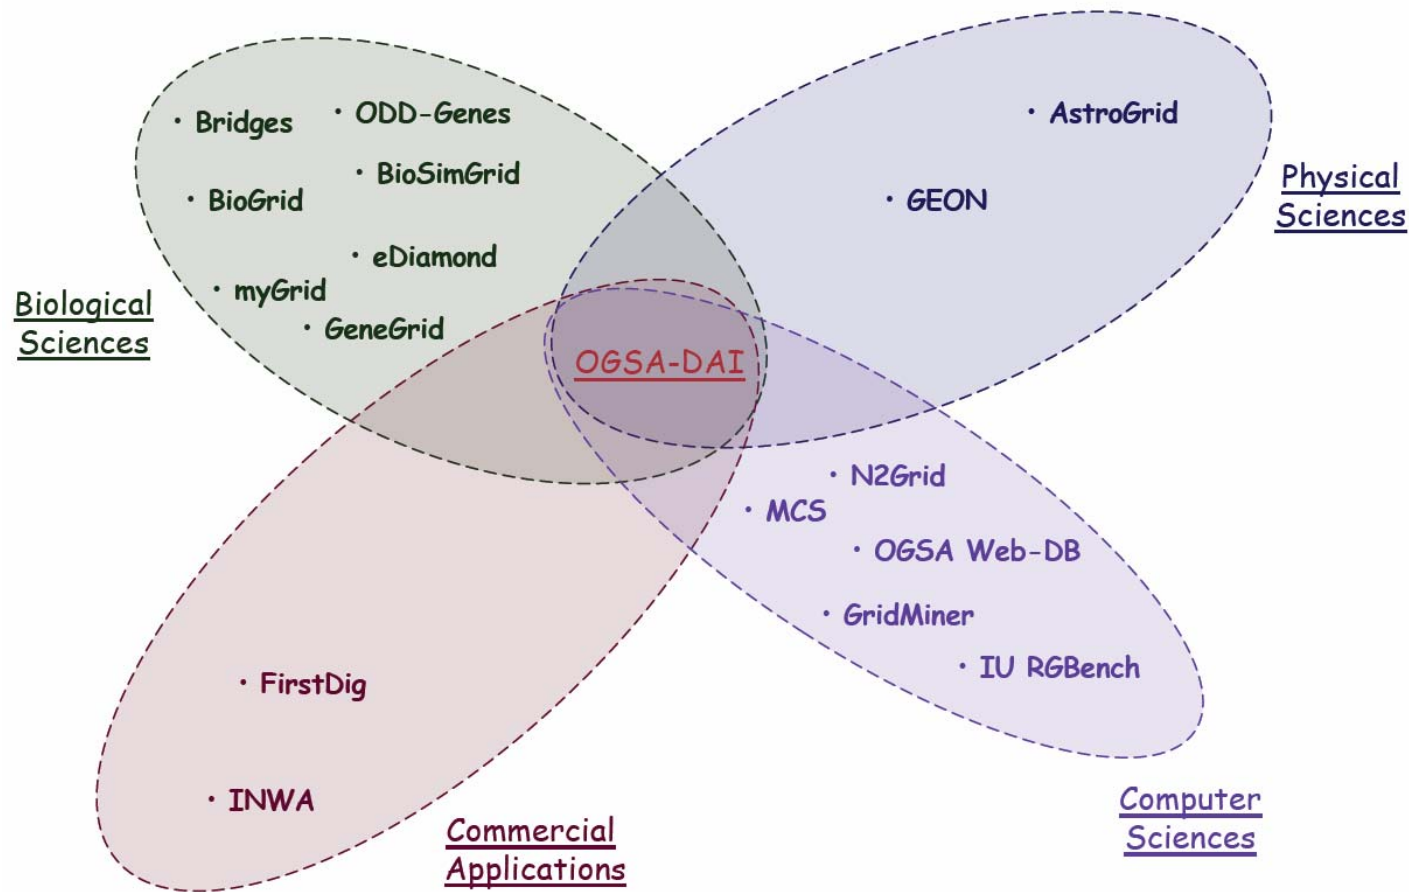 • Bridges
• ODD-Genes
• BioSimGrid
• BioGrid
• eDiamond
• myGrid
• GeneGrid
Biological
Sciences
• AstroGrid
• GEON
Physical
Sciences
OGSA-DAI
• N2Grid
• MCS
• OGSA Web-DB
• GridMiner
• IU RGBench
Computer
Sciences
• FirstDig
• INWA
Commercial
Applications